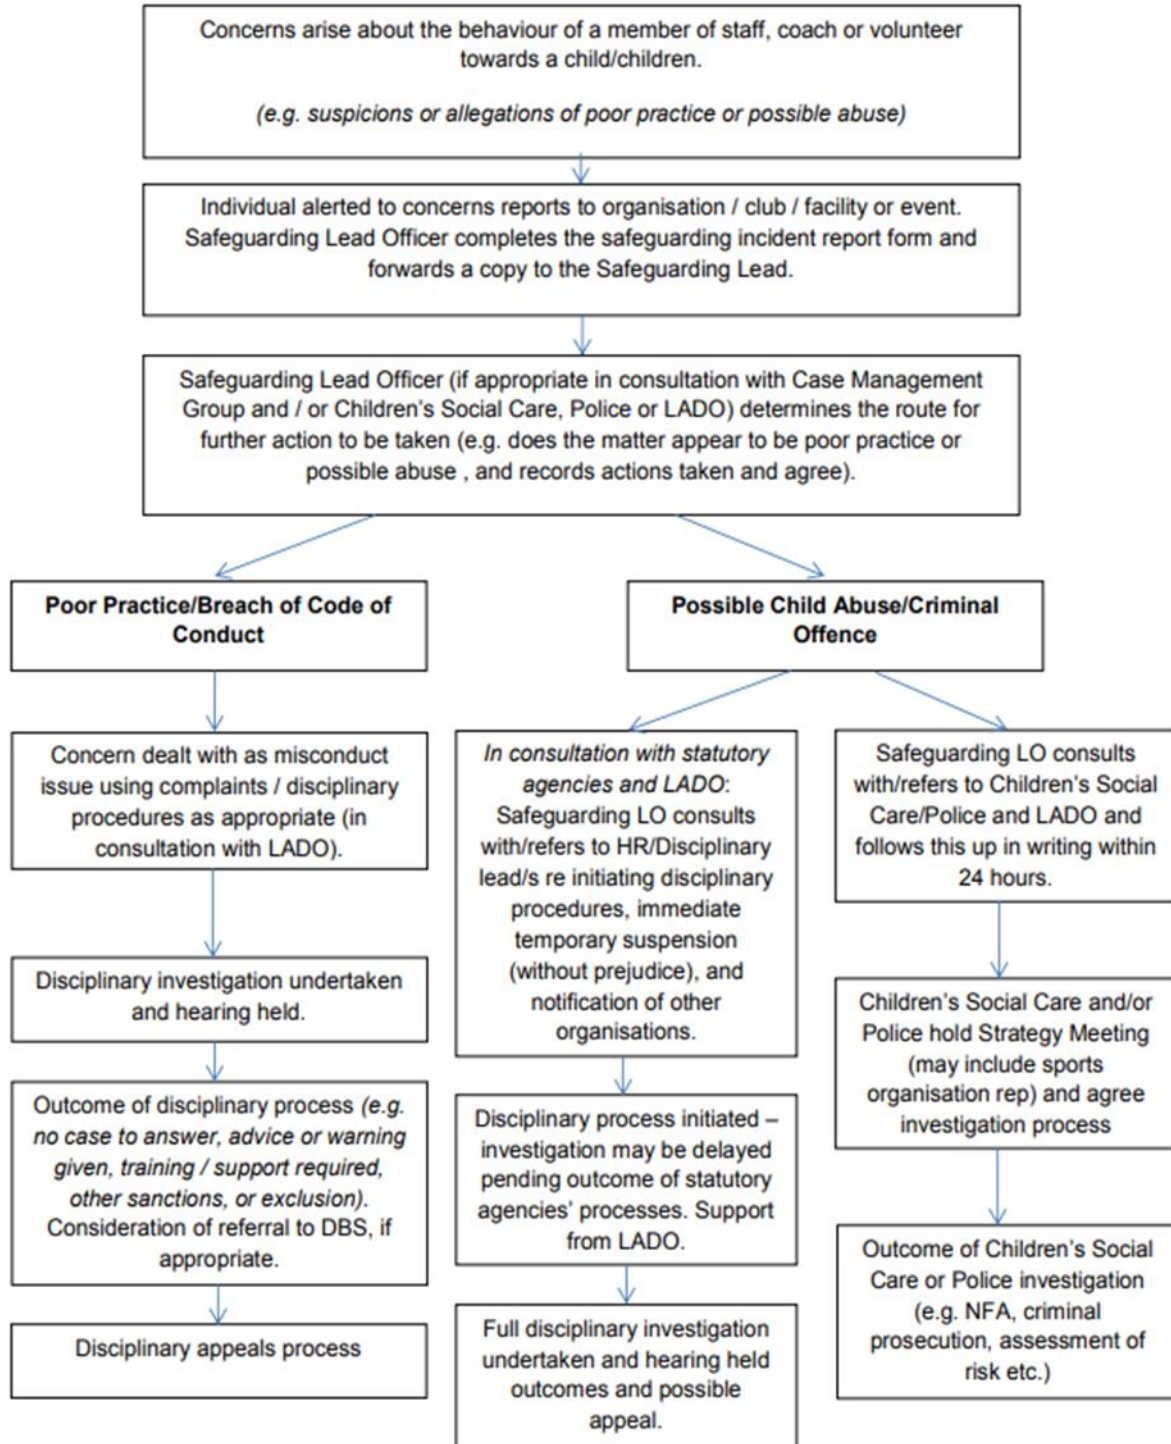 Concerns arise about the behaviour of a member of staff, coach or volunteer
towards a child/children.
(e.g. suspicions or allegations of poor practice or possible abuse)
Individual alerted to concerns reports to organisation / club / facility or event.
Safeguarding Lead Officer completes the safeguarding incident report form and
forwards a copy to the Safeguarding Lead.
Safeguarding Lead Officer (if appropriate in consultation with Case Management
Group and / or Children's Social Care, Police or LADO) determines the route for
further action to be taken (e.g. does the matter appear to be poor practice or
possible abuse , and records actions taken and agree).
Poor Practice/Breach of Code of
Conduct
Concern dealt with as misconduct
issue using complaints / disciplinary
procedures as appropriate (in
consultation with LADO).
Disciplinary investigation undertaken
and hearing held.
Outcome of disciplinary process (e.g.
no case to answer, advice or warning
given, training / support required,
other sanctions, or exclusion).
Consideration of referral to DBS, if
appropriate.
Disciplinary appeals process
Possible Child Abuse/Criminal
Offence
In consultation with statutory
agencies and LADO:
Safeguarding LO consults
with/refers to HR/Disciplinary
lead/s re initiating disciplinary
procedures, immediate
temporary suspension
(without prejudice), and
notification of other
organisations.
Disciplinary process initiated –
investigation may be delayed
pending outcome of statutory
agencies' processes. Support
from LADO.
Full disciplinary investigation
undertaken and hearing held
outcomes and possible
appeal.
Safeguarding LO consults
with/refers to Children's Social
Care/Police and LADO and
follows this up in writing within
24 hours.
Children's Social Care and/or
Police hold Strategy Meeting
(may include sports
organisation rep) and agree
investigation process
Outcome of Children's Social
Care or Police investigation
(e.g. NFA, criminal
prosecution, assessment of
risk etc.)